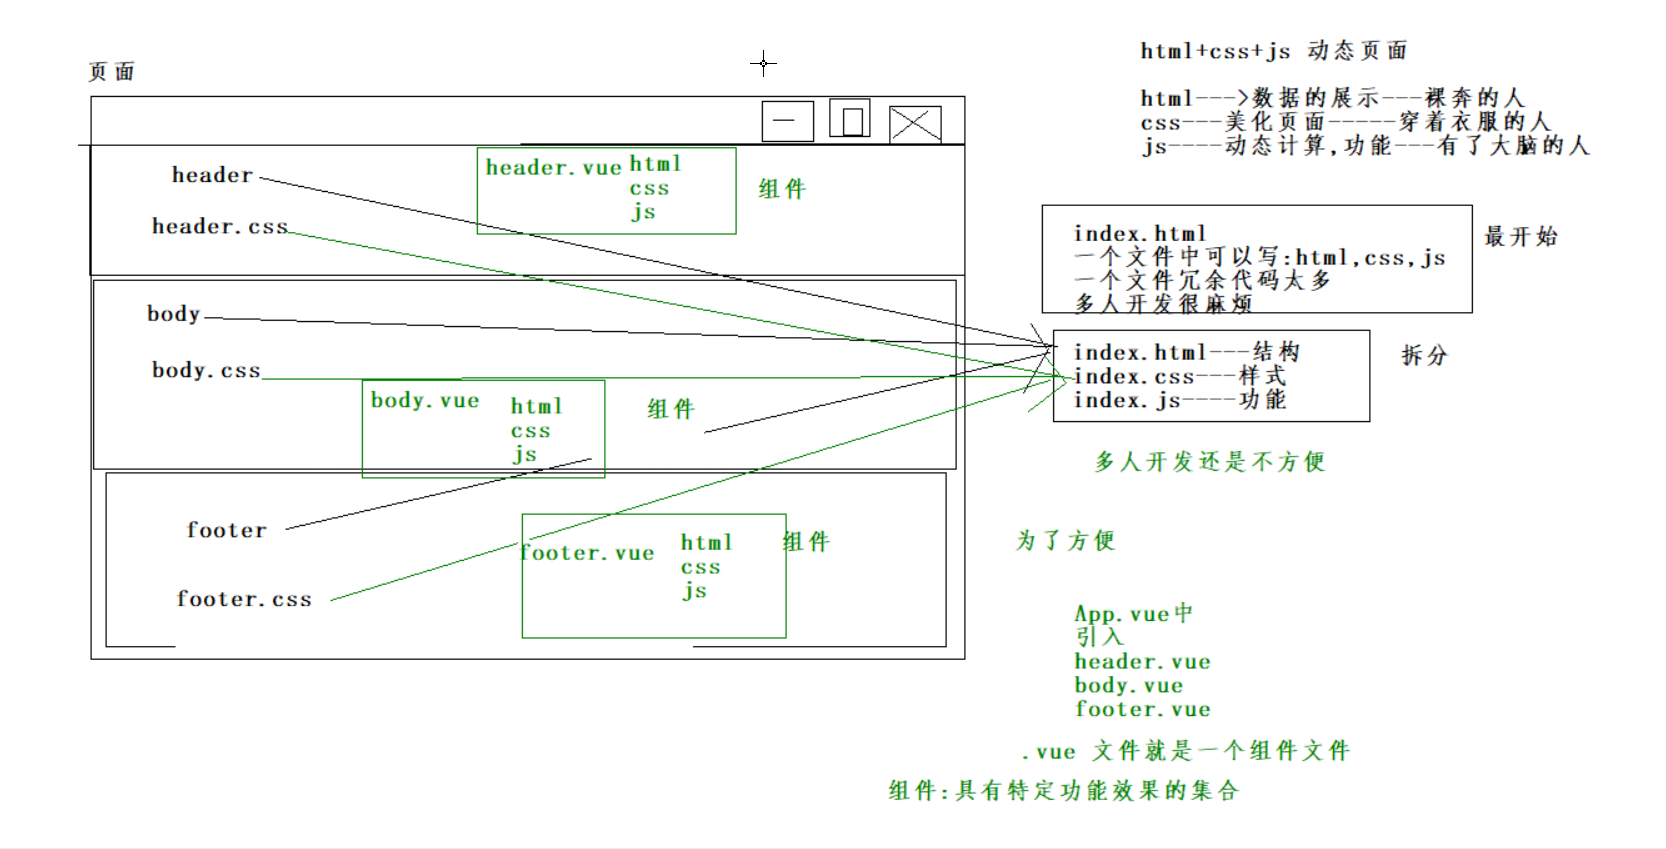 页面
header
header.css
header.vue
html
css
js
组件
body
body.css
body.vue
html
css
js
组件
footer
footer.css
footer.vue
html
css
js
组件
html+css+js 动态页面
html--->数据的展示---裸奔的人
css---美化页面-----穿着衣服的人
js----动态计算,功能---有了大脑的人
index.html
一个文件中可以写:html,css,js
一个文件冗余代码太多
多人开发很麻烦
最开始
index.html---结构
index.css---样式
index.js----功能
拆分
多人开发还是不方便
为了方便
App.vue中
引入
header.vue
body.vue
footer.vue
.vue 文件就是一个组件文件
组件:具有特定功能效果的集合